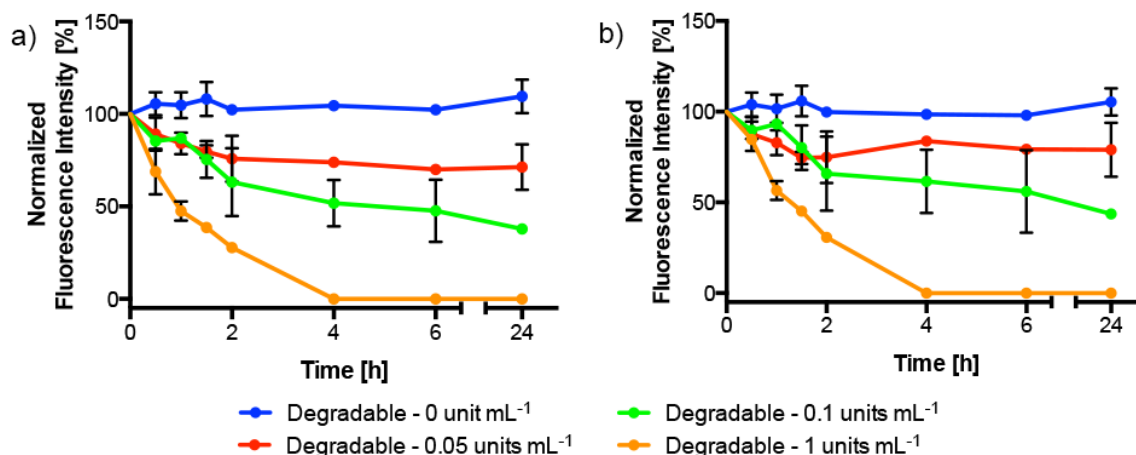 a)
Normalized
Fluorescence Intensity [%]
150
100
50
0
0 2 4 6 24
Time [h]
b)
Normalized
Fluorescence Intensity [%]
150
100
50
0
0 2 4 6 24
Time [h]
Degradable - 0 unit mL⁻¹
Degradable - 0.1 units mL⁻¹
Degradable - 0.05 units mL⁻¹
Degradable - 1 units mL⁻¹